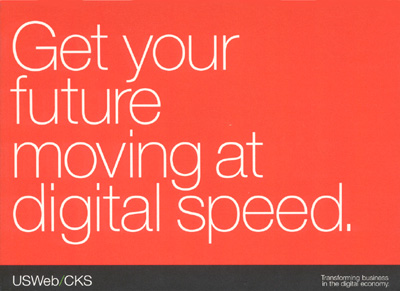 Get your
future
moving at
digital speed.
USWeb/CKS
Transforming business
in the digital economy.